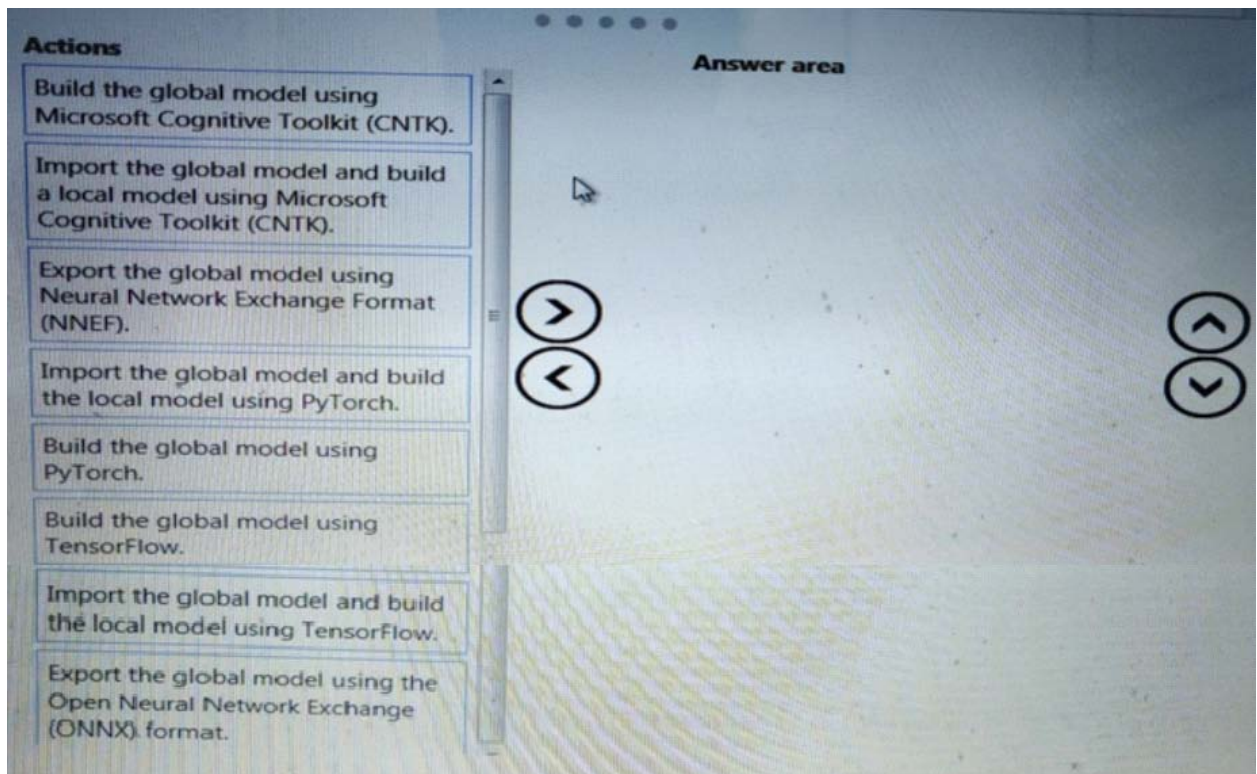 Actions
Answer area
Build the global model using
Microsoft Cognitive Toolkit (CNTK).
Import the global model and build
a local model using Microsoft
Cognitive Toolkit (CNTK).
Export the global model using
Neural Network Exchange Format
(NNEF).
Import the global model and build
the local model using PyTorch.
Build the global model using
PyTorch.
Build the global model using
TensorFlow.
Import the global model and build
the local model using TensorFlow.
Export the global model using the
Open Neural Network Exchange
(ONNX) format.